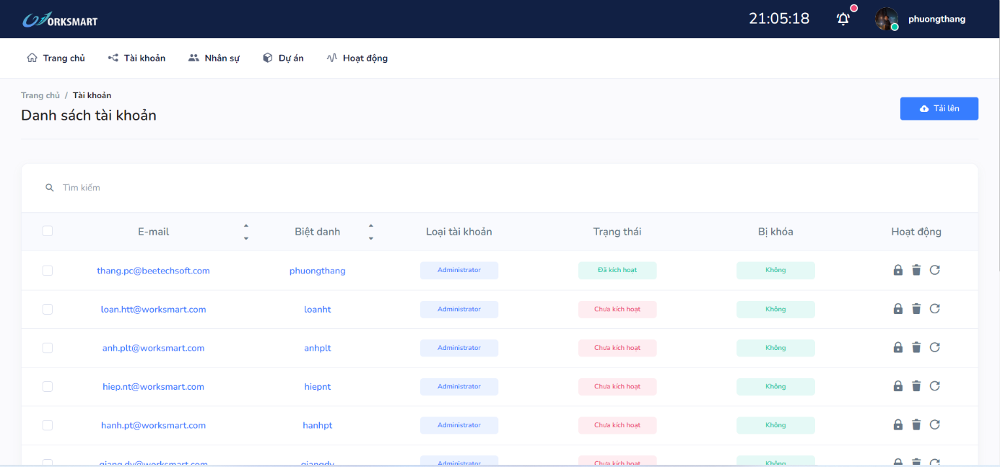 WORKSMART 21:05:18 phuongthang
Trang chủ Tài khoản Nhân sự Dự án Hoạt động
Trang chủ / Tài khoản
Danh sách tài khoản
Tải lên
Tìm kiếm
E-mail Biệt danh Loại tài khoản Trạng thái Bị khóa Hoạt động
thang.pc@beetechsoft.com phuongthang Administrator Đã kích hoạt Không
loan.htt@worksmart.com loanht Administrator Chưa kích hoạt Không
anh.plt@worksmart.com anhplt Administrator Chưa kích hoạt Không
hiep.nt@worksmart.com hiepnt Administrator Chưa kích hoạt Không
hanh.pt@worksmart.com hanhpt Administrator Chưa kích hoạt Không
giang.dv@worksmart.com giangdv Administrator Chưa kích hoạt Không